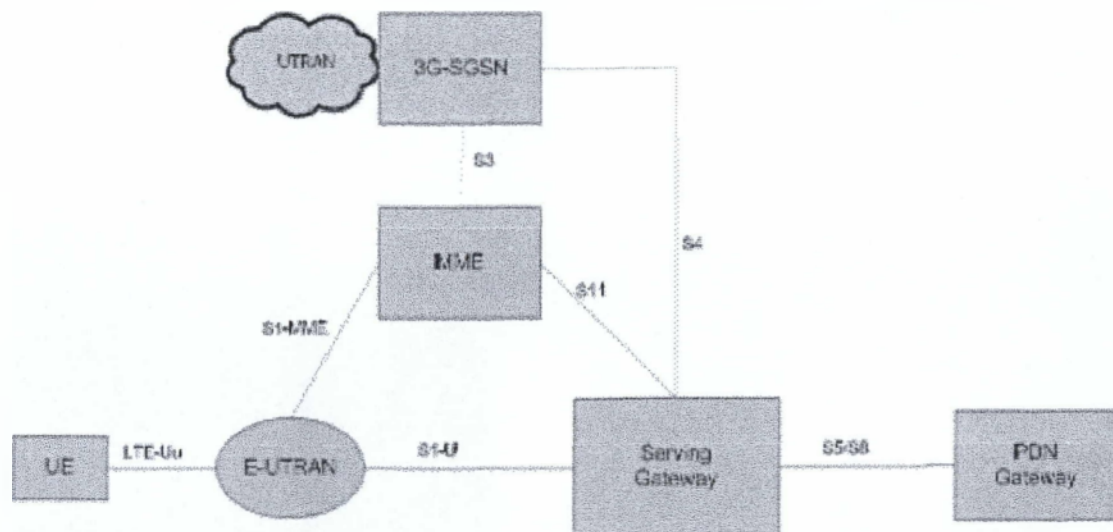 UTRAN
3G-SGSN
S3
MME
S4
S11
S1-MME
UE
LTE-Uu
E-UTRAN
S1-U
Serving
Gateway
S5/S8
PDN
Gateway